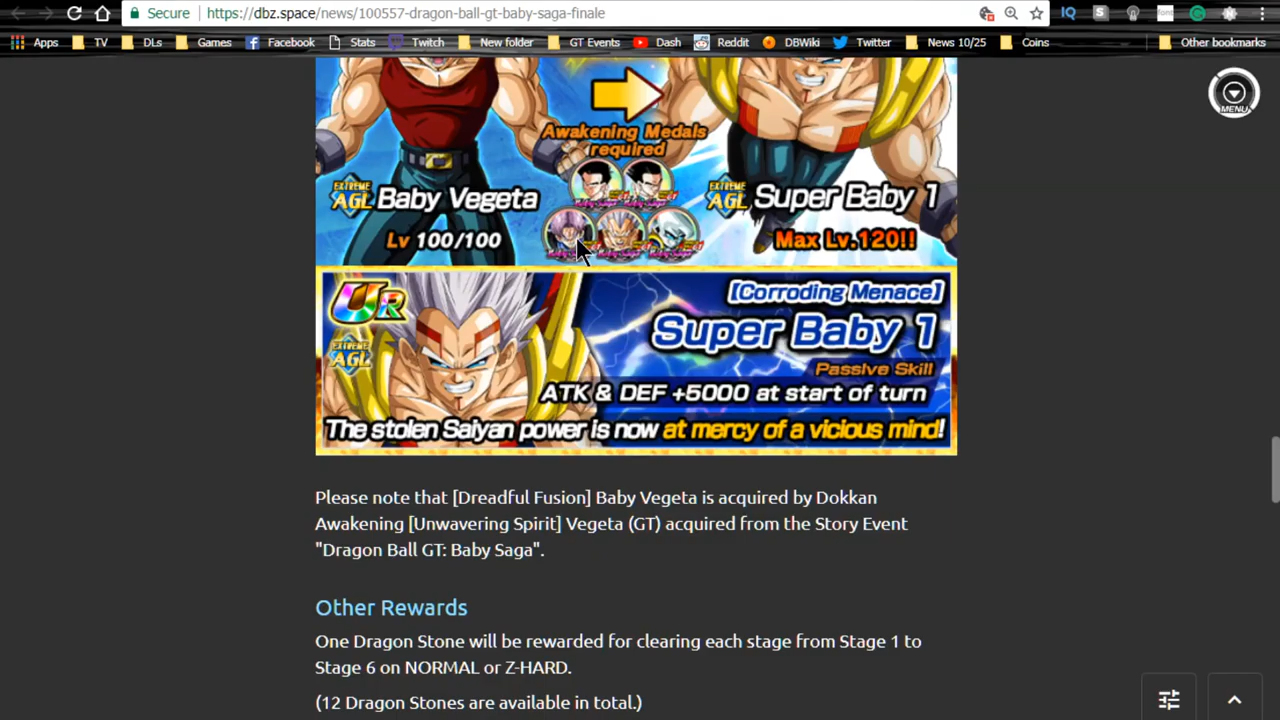 Secure https://dbz.space/news/100557-dragon-ball-gt-baby-saga-finale
Apps TV DLs Games Facebook Stats Twitch New folder GT Events Dash Reddit DBWiki Twitter News 10/25 Coins Other bookmarks
MENU
Awakening Medals
required
EXTREME AGL Baby Vegeta
Lv 100/100
EXTREME AGL Super Baby 1
Max Lv.120!!
UR
EXTREME AGL
[Corroding Menace]
Super Baby 1
Passive Skill
ATK & DEF +5000 at start of turn
The stolen Saiyan power is now at mercy of a vicious mind!
Please note that [Dreadful Fusion] Baby Vegeta is acquired by Dokkan
Awakening [Unwavering Spirit] Vegeta (GT) acquired from the Story Event
"Dragon Ball GT: Baby Saga".
Other Rewards
One Dragon Stone will be rewarded for clearing each stage from Stage 1 to
Stage 6 on NORMAL or Z-HARD.
(12 Dragon Stones are available in total.)